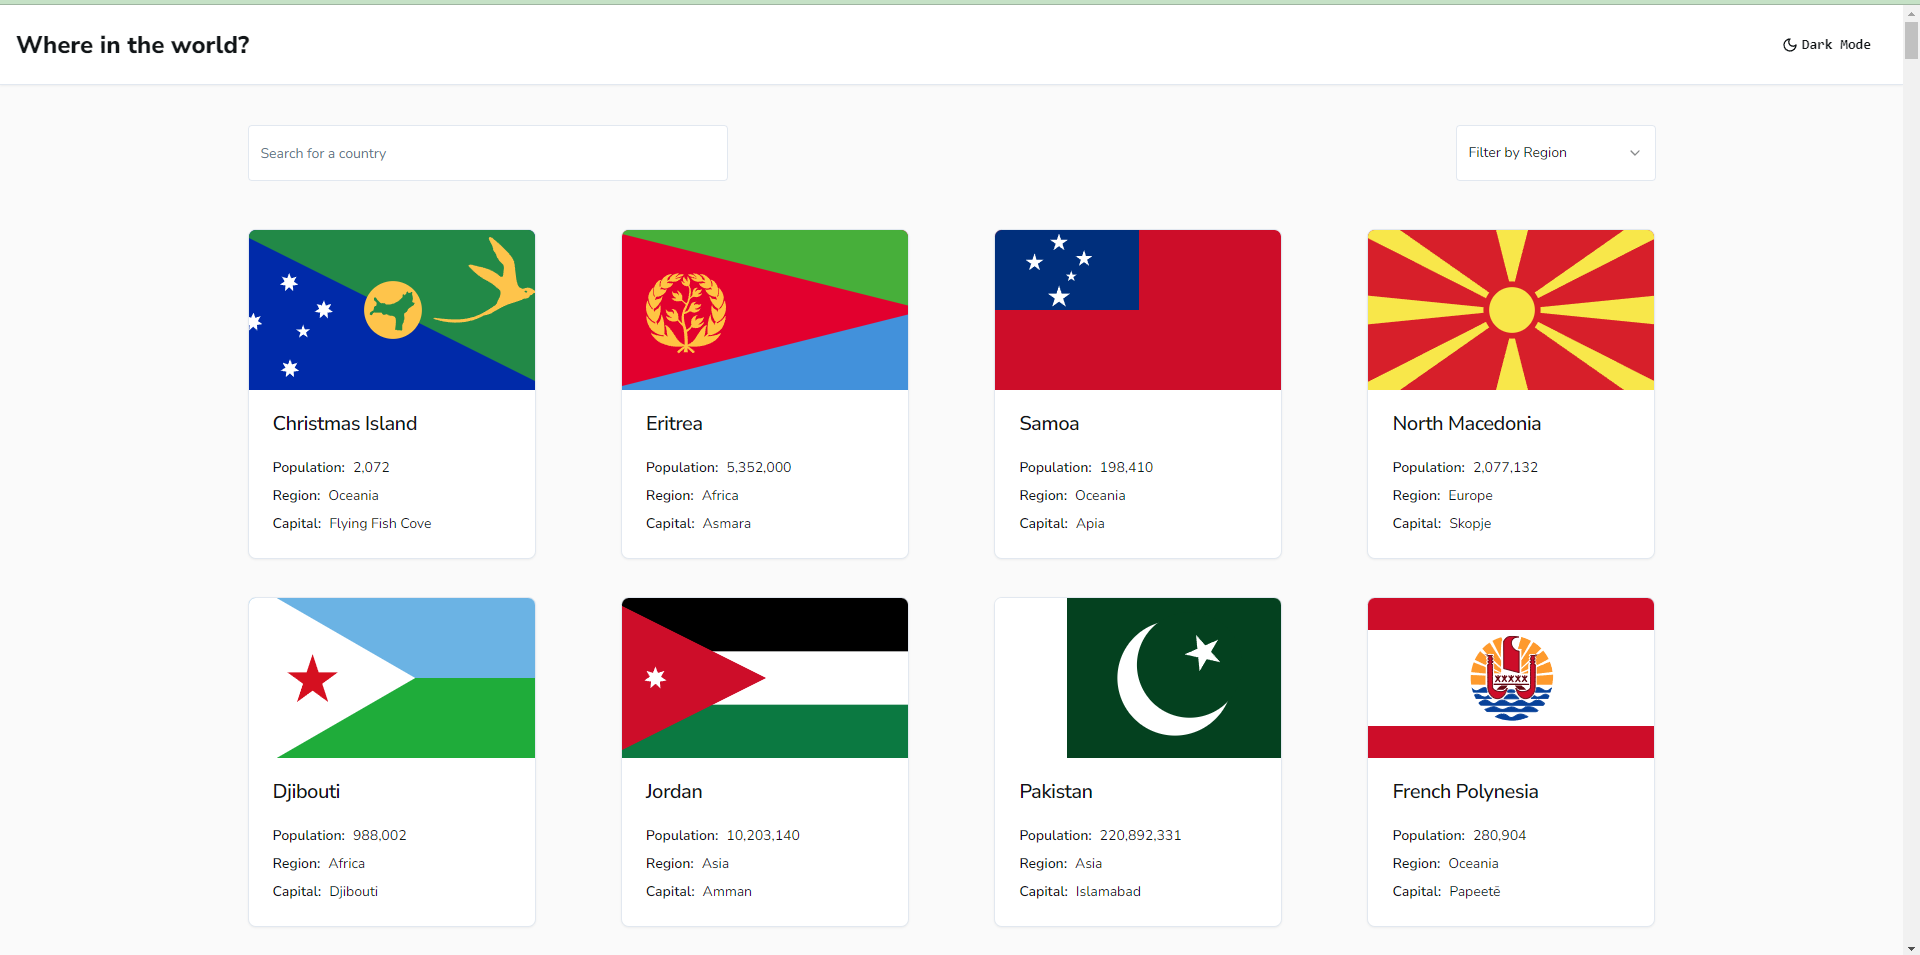 Where in the world?
Dark Mode
Search for a country
Filter by Region
Christmas Island
Population: 2,072
Region: Oceania
Capital: Flying Fish Cove
Eritrea
Population: 5,352,000
Region: Africa
Capital: Asmara
Samoa
Population: 198,410
Region: Oceania
Capital: Apia
North Macedonia
Population: 2,077,132
Region: Europe
Capital: Skopje
Djibouti
Population: 988,002
Region: Africa
Capital: Djibouti
Jordan
Population: 10,203,140
Region: Asia
Capital: Amman
Pakistan
Population: 220,892,331
Region: Asia
Capital: Islamabad
French Polynesia
Population: 280,904
Region: Oceania
Capital: Papeetē